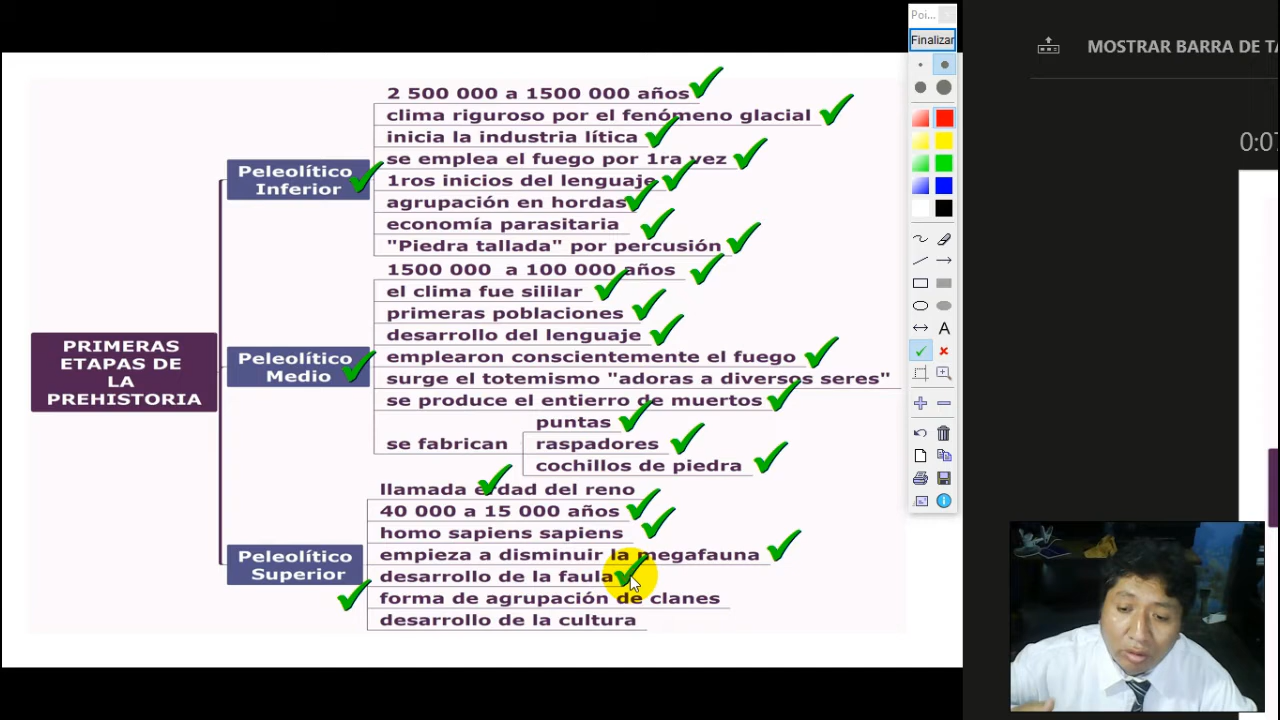 Poi...
Finalizar
MOSTRAR BARRA DE TA
0:07
PRIMERAS
ETAPAS DE
LA
PREHISTORIA
Peleolítico
Inferior
2 500 000 a 1500 000 años
clima riguroso por el fenómeno glacial
inicia la industria lítica
se emplea el fuego por 1ra vez
1ros inicios del lenguaje
agrupación en hordas
economía parasitaria
"Piedra tallada" por percusión
Peleolítico
Medio
1500 000 a 100 000 años
el clima fue sililar
primeras poblaciones
desarrollo del lenguaje
emplearon conscientemente el fuego
surge el totemismo "adoras a diversos seres"
se produce el entierro de muertos
se fabrican
puntas
raspadores
cochillos de piedra
Peleolítico
Superior
llamada erdad del reno
40 000 a 15 000 años
homo sapiens sapiens
empieza a disminuir la megafauna
desarrollo de la faula
forma de agrupación de clanes
desarrollo de la cultura
A